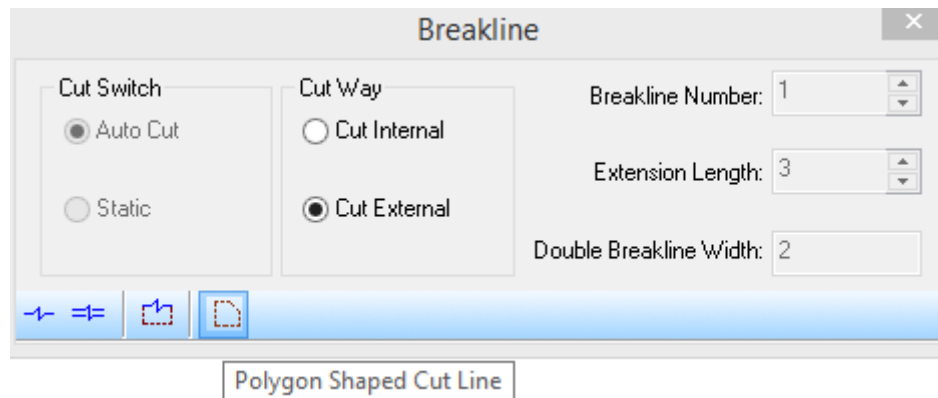 Breakline
Cut Switch
Auto Cut
Static
Cut Way
Cut Internal
Cut External
Breakline Number: 1
Extension Length: 3
Double Breakline Width: 2
Polygon Shaped Cut Line